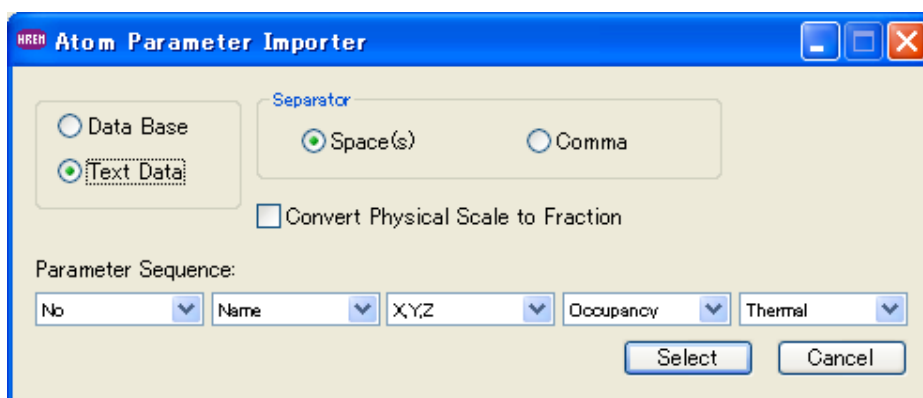 HREM Atom Parameter Importer
Separator
Data Base
Space(s) Comma
Text Data
Convert Physical Scale to Fraction
Parameter Sequence:
No Name X,Y,Z Occupancy Thermal
Select Cancel